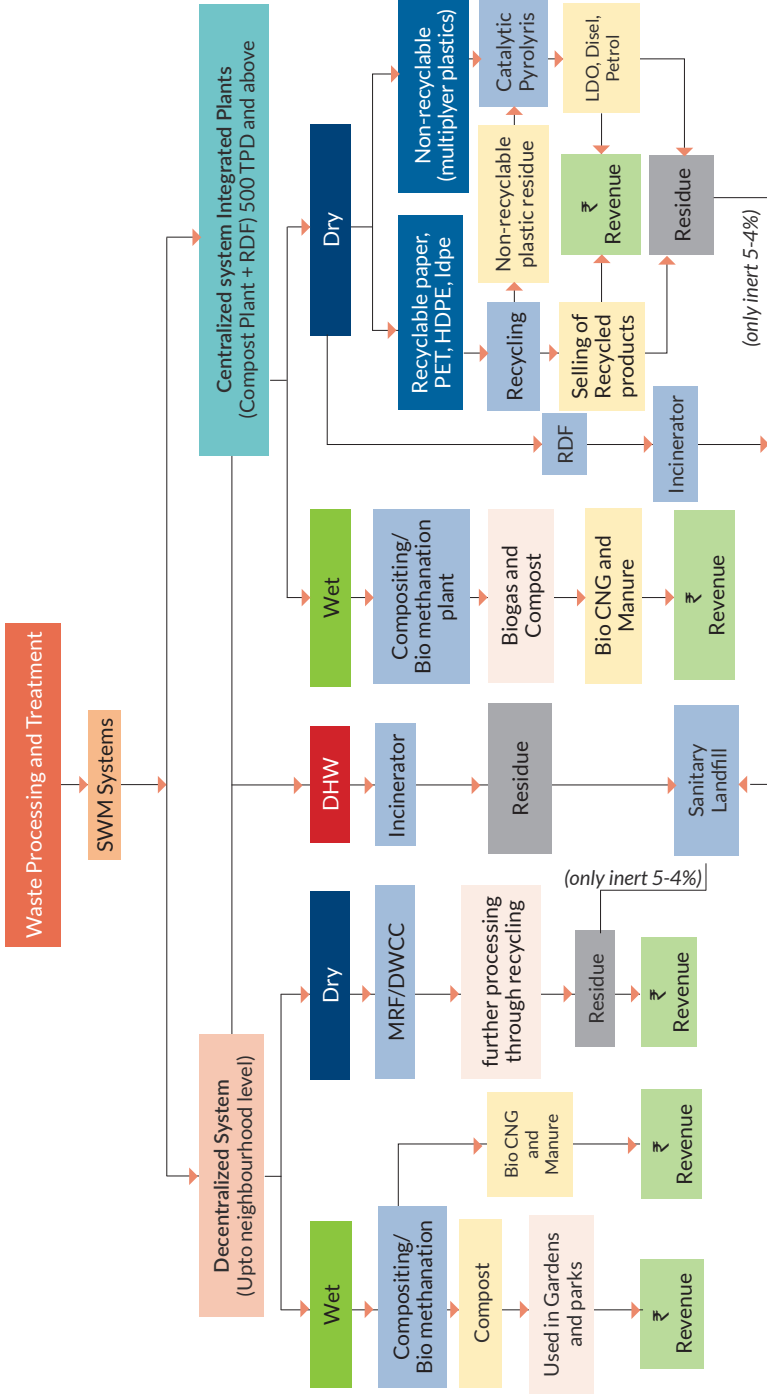 Waste Processing and Treatment
SWM Systems
Decentralized System
(Upto neighbourhood level)
Centralized system Integrated Plants
(Compost Plant + RDF) 500 TPD and above
Wet
Compositing/
Bio methanation
Compost
Used in Gardens
and parks
₹
Revenue
Bio CNG
and
Manure
₹
Revenue
Dry
MRF/DWCC
further processing
through recycling
Residue
(only inert 5-4%)
₹
Revenue
DHW
Incinerator
Residue
Sanitary
Landfill
Wet
Compositing/
Bio methanation
plant
Biogas and
Compost
Bio CNG and
Manure
₹
Revenue
Dry
RDF
Incinerator
Recyclable paper,
PET, HDPE, ldpe
Recycling
Selling of
Recycled
products
Non-recyclable
plastic residue
₹
Revenue
Non-recyclable
(multiplyer plastics)
Catalytic
Pyrolyris
LDO, Disel,
Petrol
Residue
(only inert 5-4%)